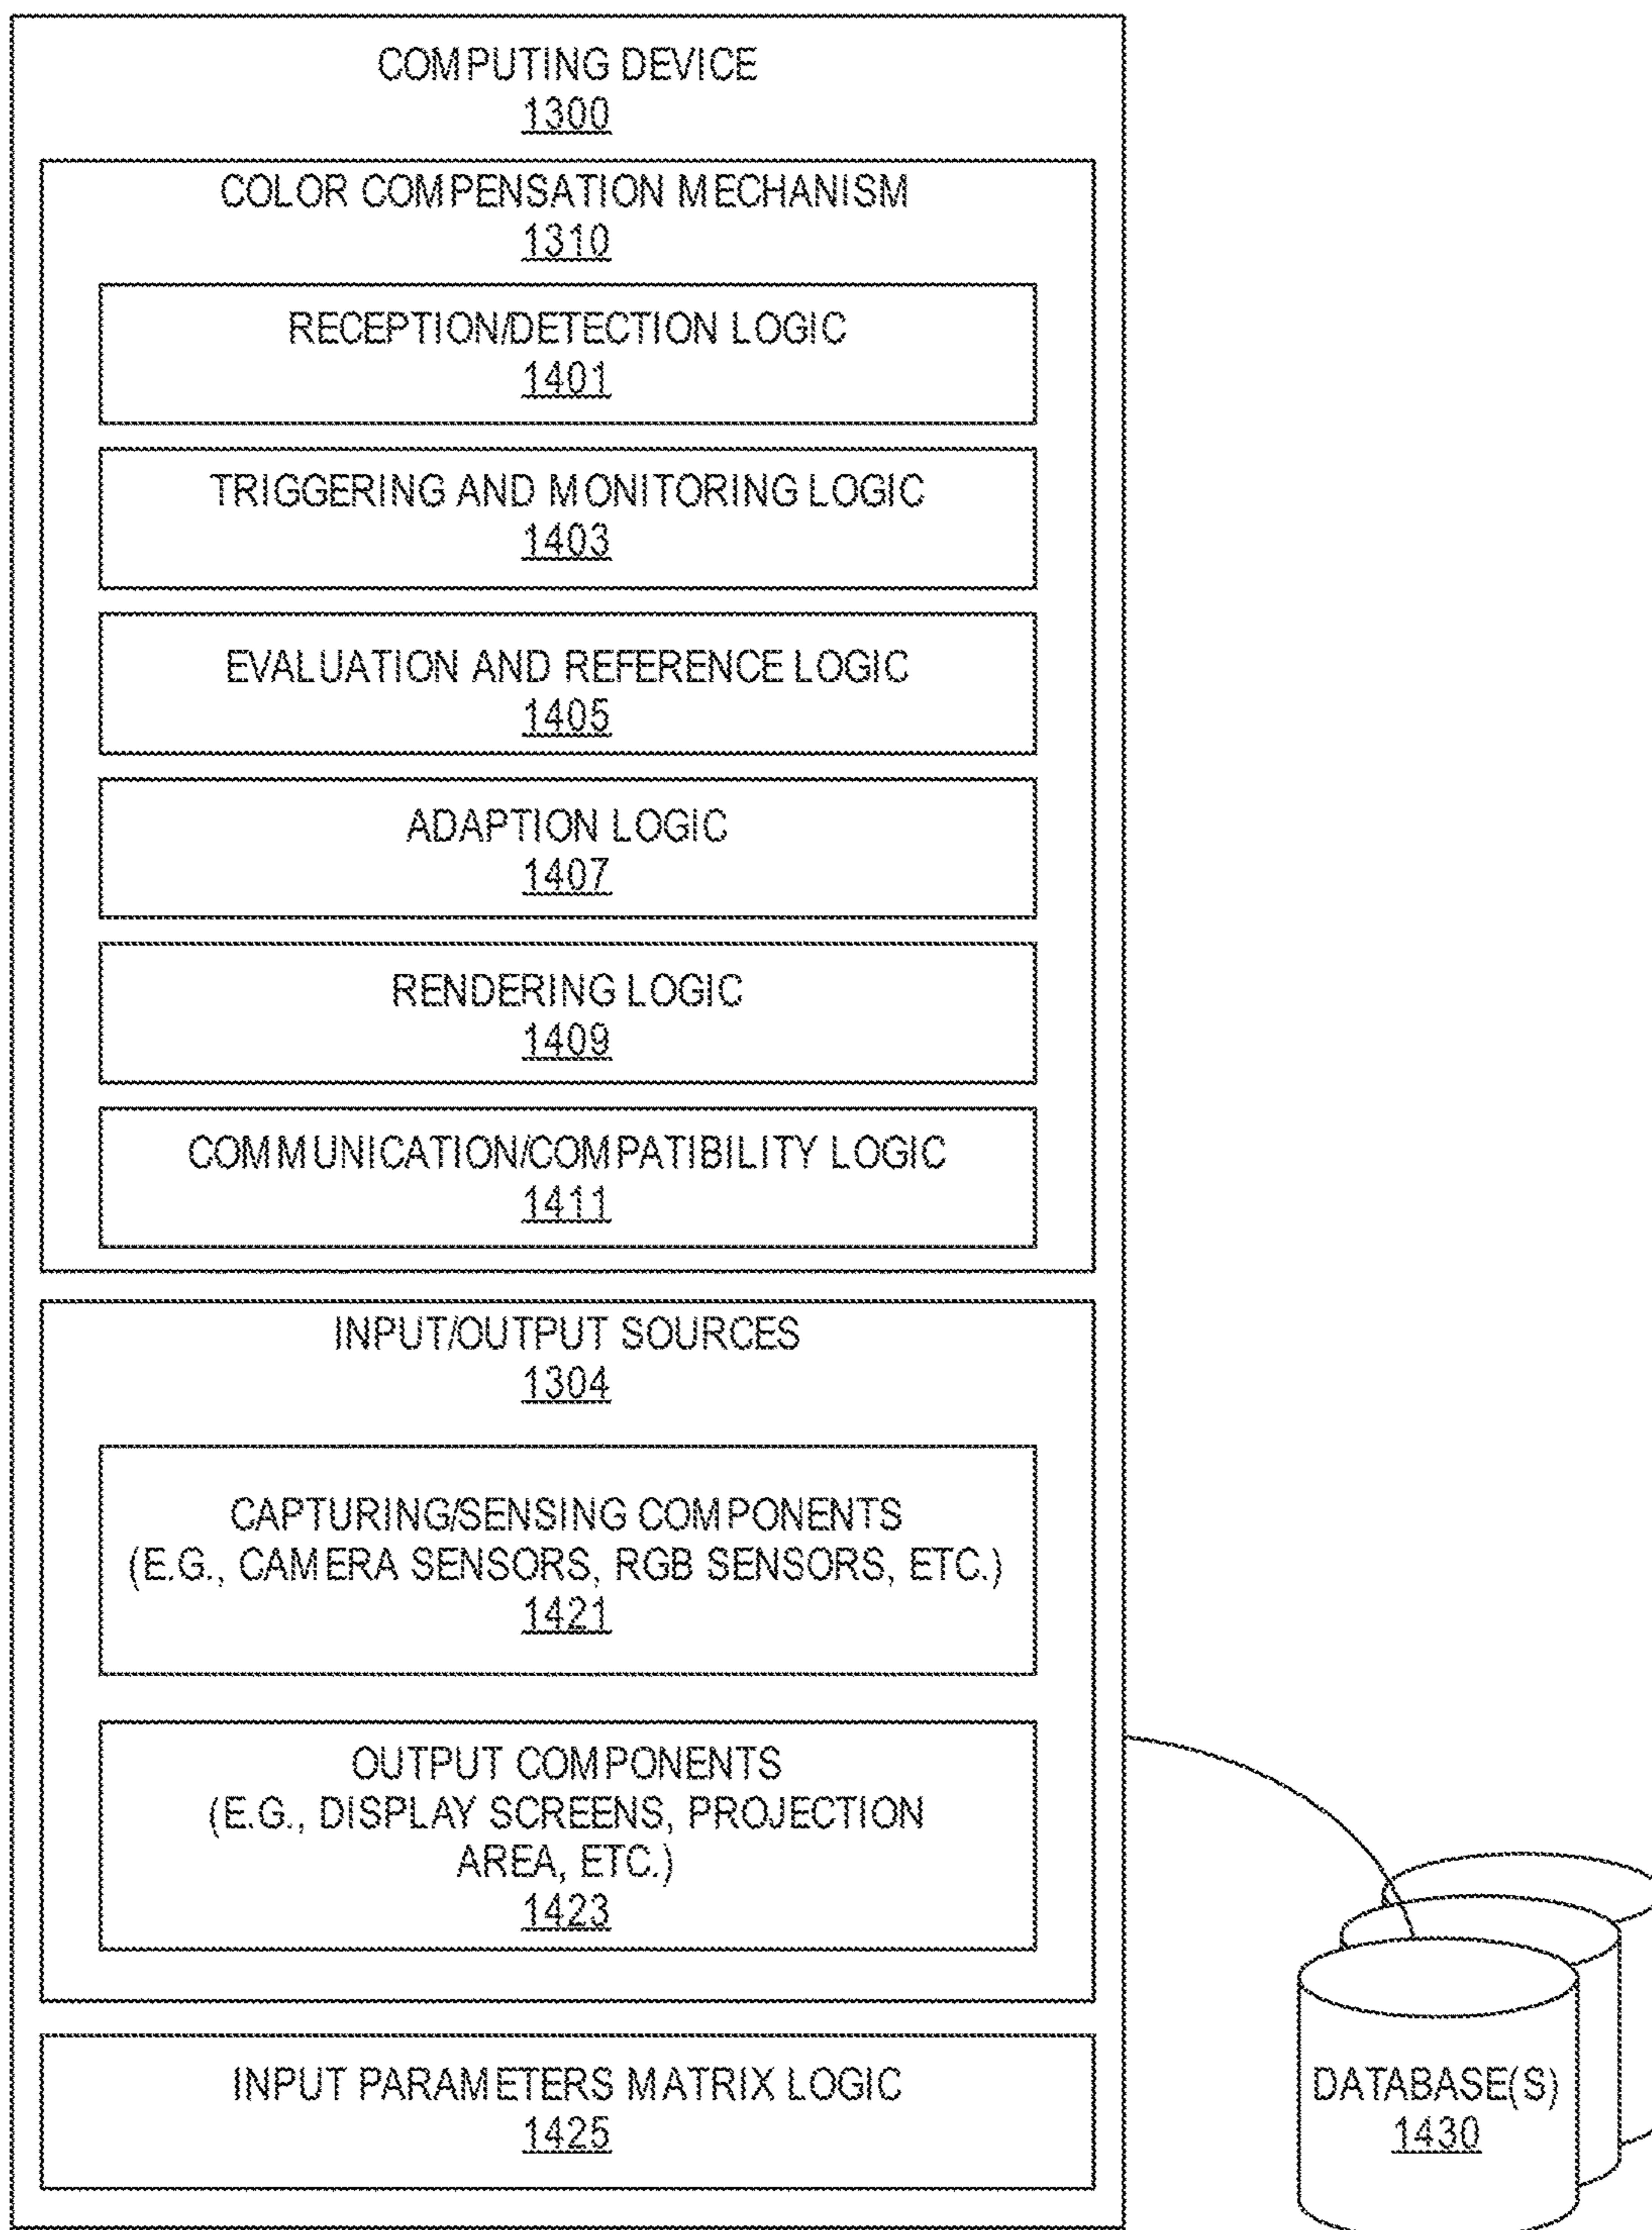 COMPUTING DEVICE
1300
COLOR COMPENSATION MECHANISM
1310
RECEPTION/DETECTION LOGIC
1401
TRIGGERING AND MONITORING LOGIC
1403
EVALUATION AND REFERENCE LOGIC
1405
ADAPTION LOGIC
1407
RENDERING LOGIC
1409
COMMUNICATION/COMPATIBILITY LOGIC
1411
INPUT/OUTPUT SOURCES
1304
CAPTURING/SENSING COMPONENTS
(E.G., CAMERA SENSORS, RGB SENSORS, ETC.)
1421
OUTPUT COMPONENTS
(E.G., DISPLAY SCREENS, PROJECTION
AREA, ETC.)
1423
INPUT PARAMETERS MATRIX LOGIC
1425
DATABASE(S)
1430